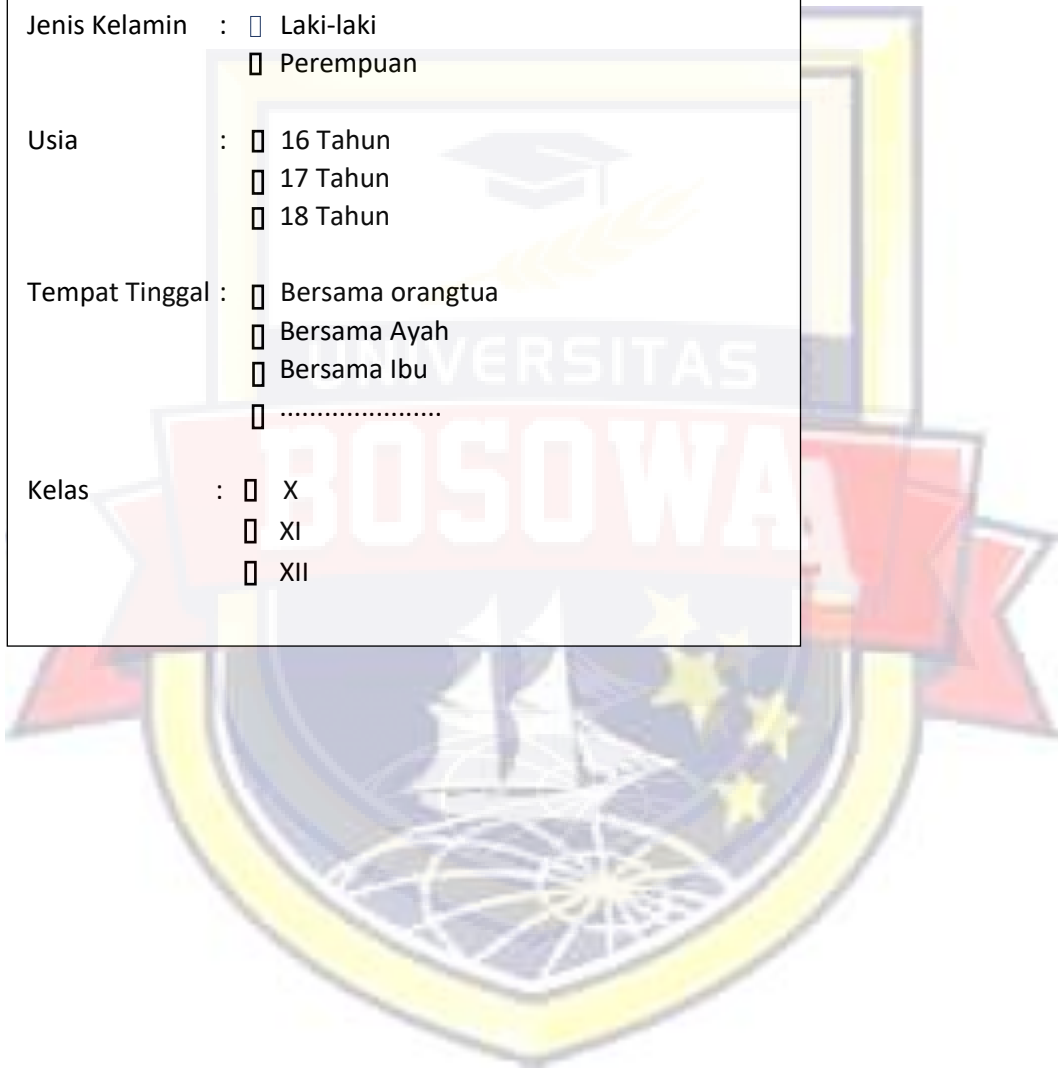 Jenis Kelamin : ▯ Laki-laki
▯ Perempuan
Usia : ▯ 16 Tahun
▯ 17 Tahun
▯ 18 Tahun
Tempat Tinggal : ▯ Bersama orangtua
▯ Bersama Ayah
▯ Bersama Ibu
▯ ......................
UNIVERSITAS
BOSOWA
Kelas : ▯ X
▯ XI
▯ XII